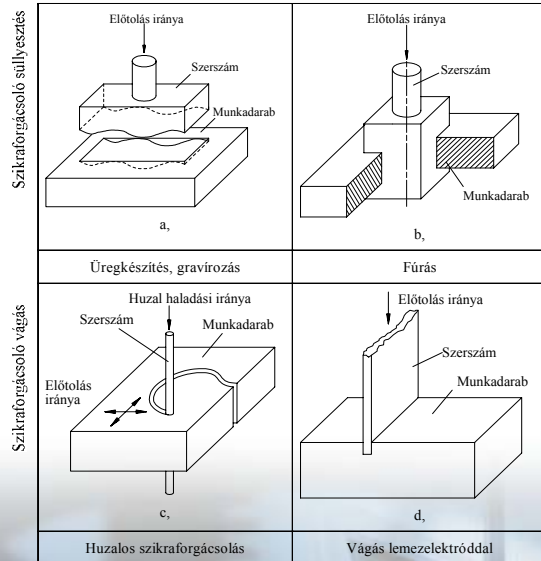 Szikraforgácsoló süllyesztés
Előtolás iránya
Szerszám
Munkadarab
a,
Előtolás iránya
Szerszám
Munkadarab
b,
Üregkészítés, gravírozás
Fúrás
Szikraforgácsoló vágás
Huzal haladási iránya
Szerszám
Munkadarab
Előtolás
iránya
c,
Előtolás iránya
Szerszám
Munkadarab
d,
Huzalos szikraforgácsolás
Vágás lemezelektróddal